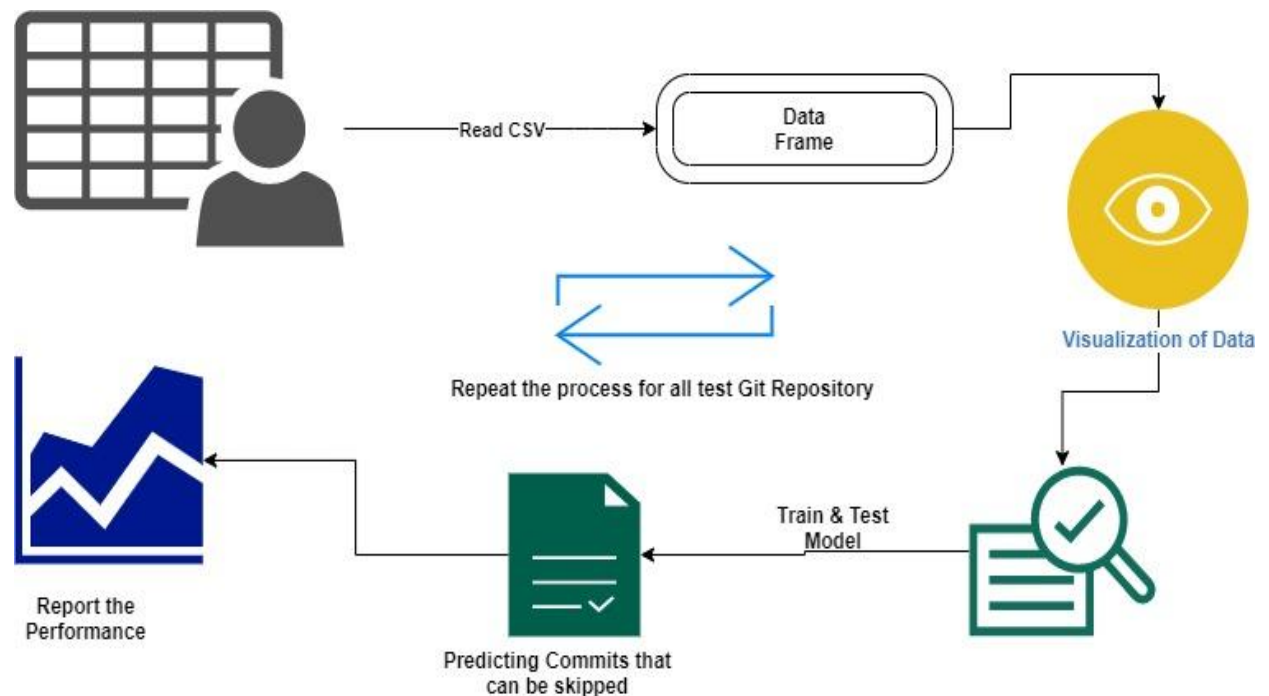 Read CSV
Data
Frame
Visualization of Data
Repeat the process for all test Git Repository
Train & Test
Model
Predicting Commits that
can be skipped
Report the
Performance